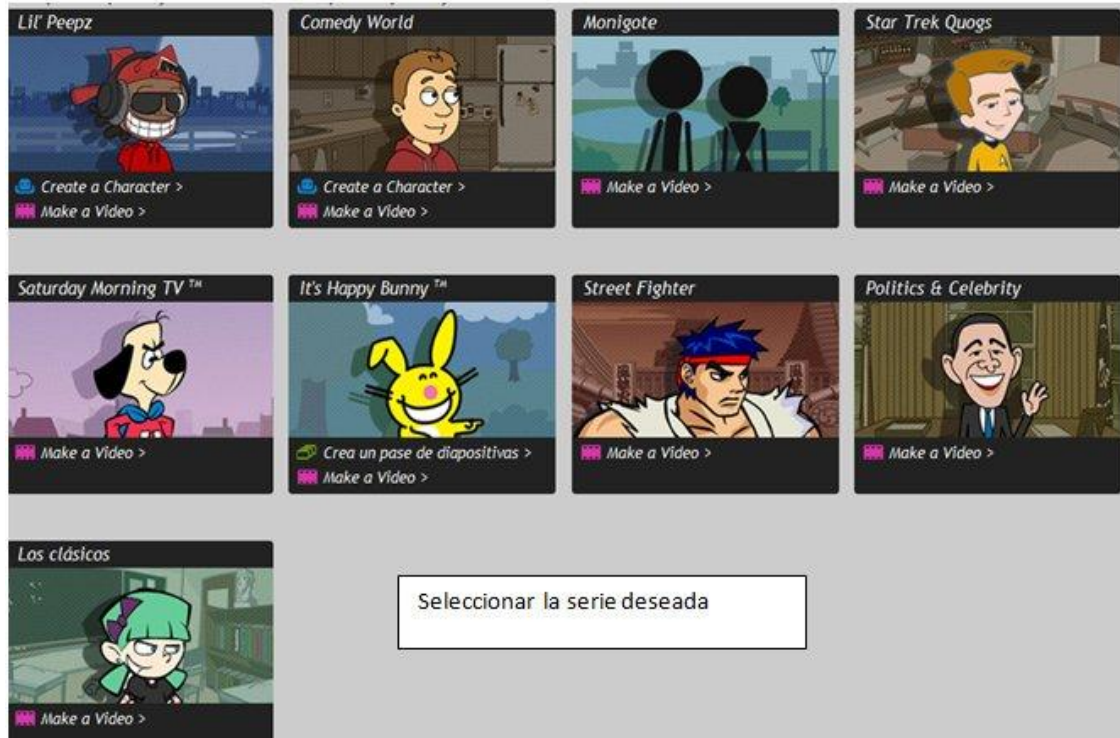 Lil' Peepz
Create a Character >
Make a Video >
Comedy World
Create a Character >
Make a Video >
Monigote
Make a Video >
Star Trek Quogs
Make a Video >
Saturday Morning TV ™
Make a Video >
It's Happy Bunny ™
Crea un pase de diapositivas >
Make a Video >
Street Fighter
Make a Video >
Politics & Celebrity
Make a Video >
Los clásicos
Make a Video >
Seleccionar la serie deseada